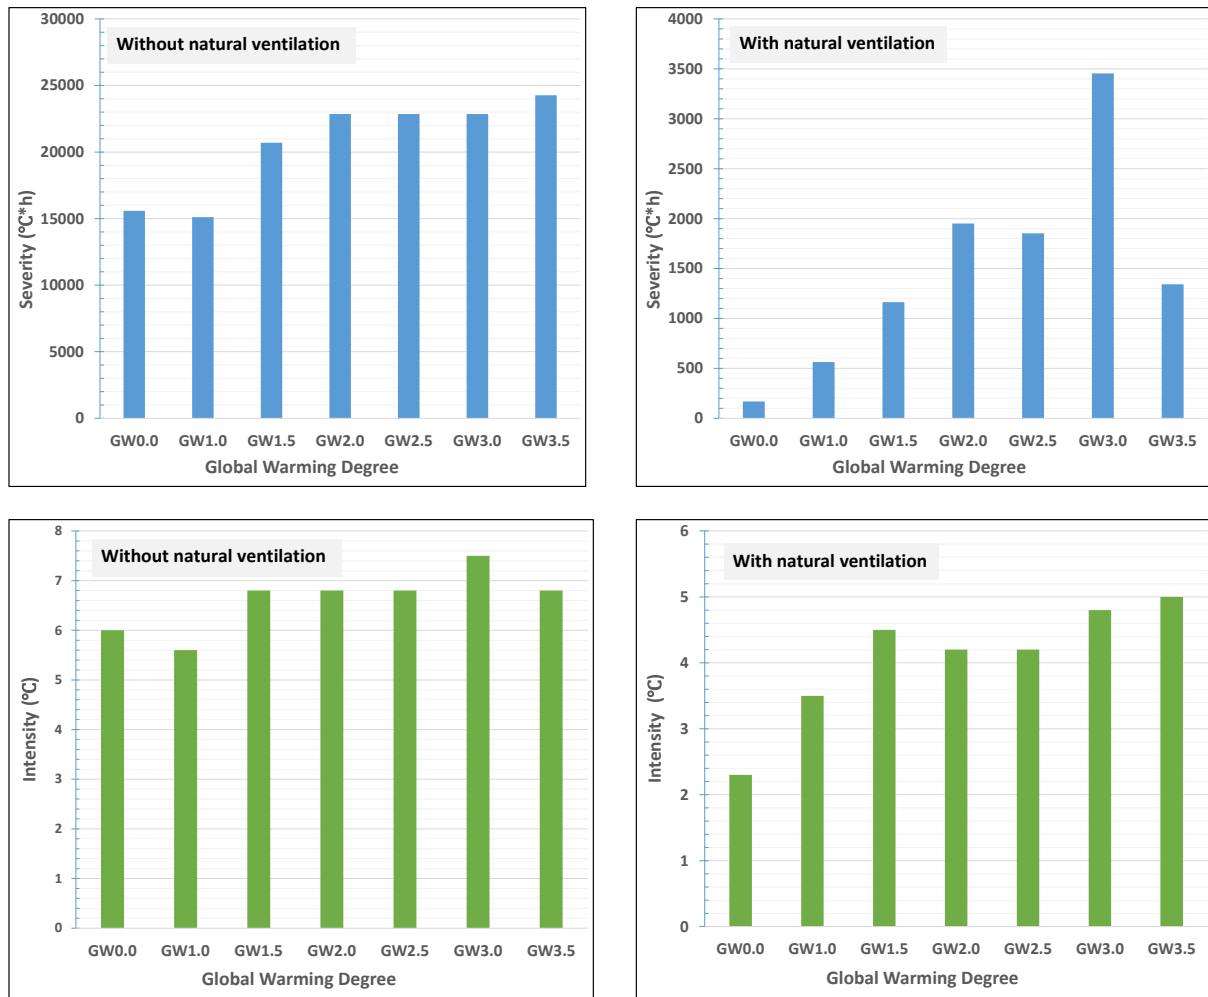 Without natural ventilation
30000
25000
20000
15000
10000
5000
0
Severity (℃*h)
GW0.0 GW1.0 GW1.5 GW2.0 GW2.5 GW3.0 GW3.5
Global Warming Degree
With natural ventilation
4000
3500
3000
2500
2000
1500
1000
500
0
Severity (℃*h)
GW0.0 GW1.0 GW1.5 GW2.0 GW2.5 GW3.0 GW3.5
Global Warming Degree
Without natural ventilation
8
7
6
5
4
3
2
1
0
Intensity (℃)
GW0.0 GW1.0 GW1.5 GW2.0 GW2.5 GW3.0 GW3.5
Global Warming Degree
With natural ventilation
6
5
4
3
2
1
0
Intensity (℃)
GW0.0 GW1.0 GW1.5 GW2.0 GW2.5 GW3.0 GW3.5
Global Warming Degree